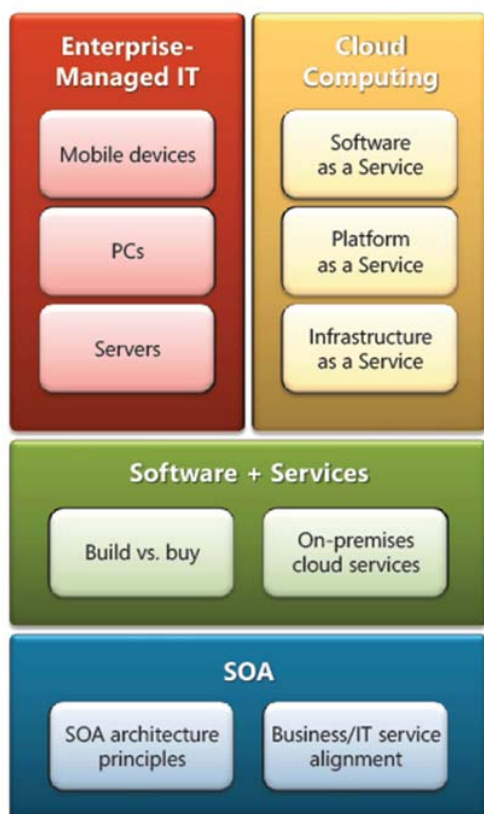 Enterprise-
Managed IT
Mobile devices
PCs
Servers
Cloud
Computing
Software
as a Service
Platform
as a Service
Infrastructure
as a Service
Software + Services
Build vs. buy
On-premises
cloud services
SOA
SOA architecture
principles
Business/IT service
alignment